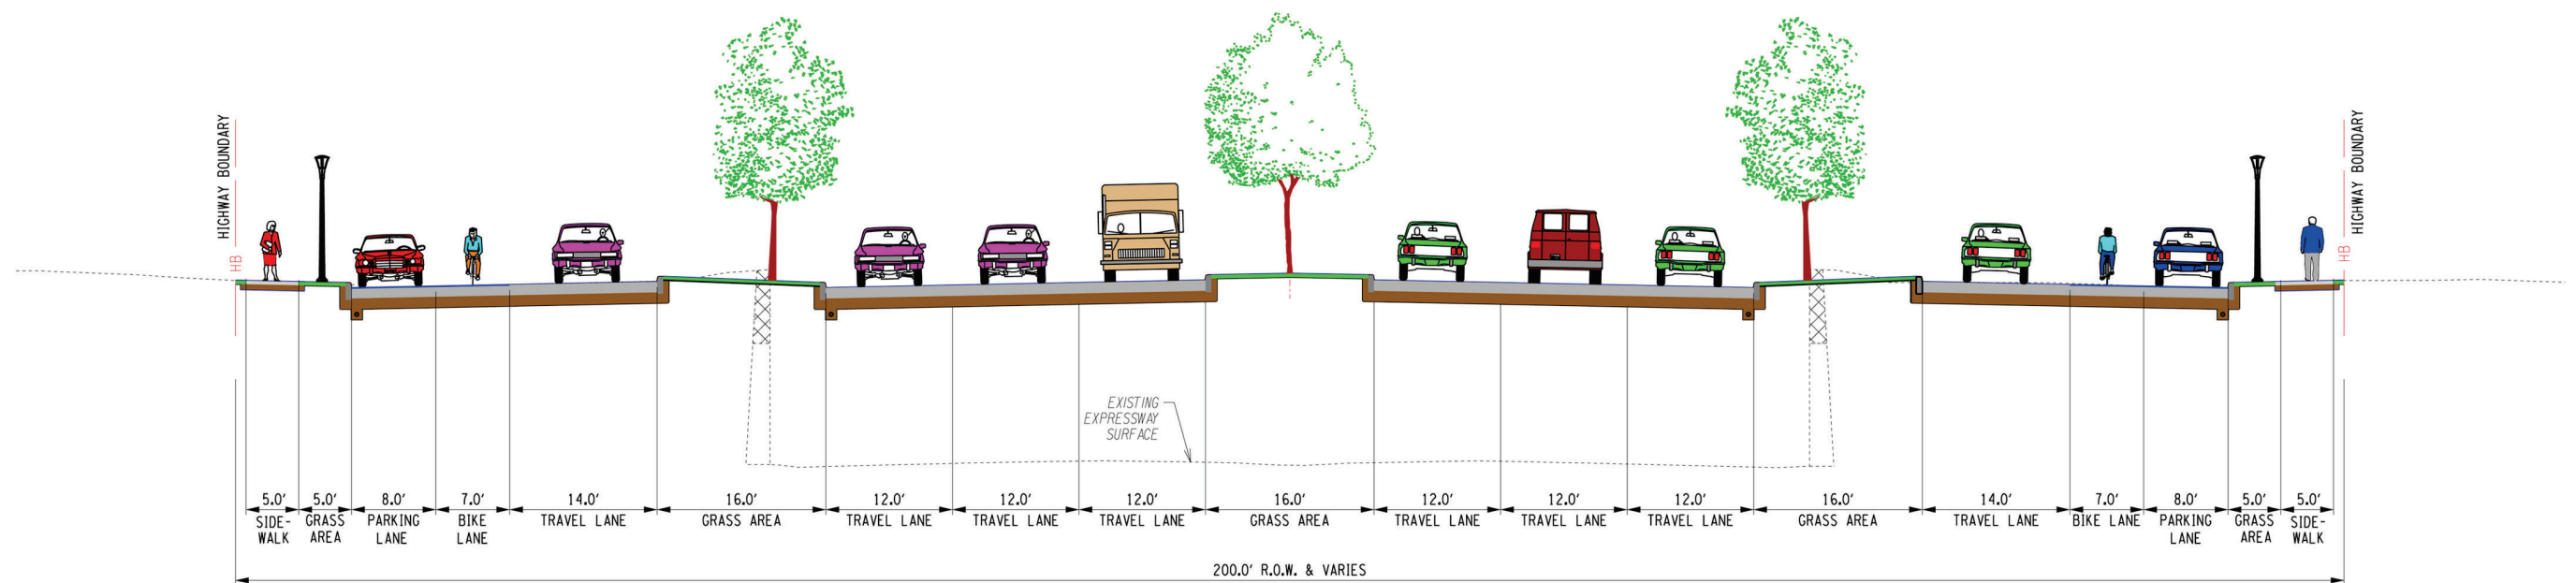 HIGHWAY BOUNDARY
HB
HIGHWAY BOUNDARY
HB
EXISTING
EXPRESSWAY
SURFACE
5.0' 5.0' 8.0' 7.0' 14.0' 16.0' 12.0' 12.0' 12.0' 16.0' 12.0' 12.0' 12.0' 16.0' 14.0' 7.0' 8.0' 5.0' 5.0'
SIDE- GRASS PARKING BIKE TRAVEL LANE GRASS AREA TRAVEL LANE TRAVEL LANE TRAVEL LANE GRASS AREA TRAVEL LANE TRAVEL LANE TRAVEL LANE GRASS AREA TRAVEL LANE BIKE LANE PARKING GRASS SIDE-
WALK AREA LANE LANE LANE AREA WALK
200.0' R.O.W. & VARIES